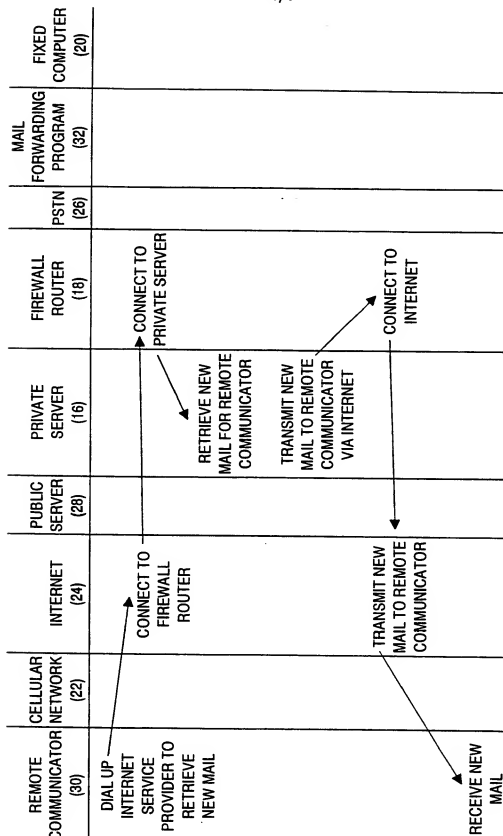 REMOTE
COMMUNICATOR
(30)
CELLULAR
NETWORK
(22)
INTERNET
(24)
PUBLIC
SERVER
(28)
PRIVATE
SERVER
(16)
FIREWALL
ROUTER
(18)
PSTN
(26)
MAIL
FORWARDING
PROGRAM
(32)
FIXED
COMPUTER
(20)
DIAL UP
INTERNET
SERVICE
PROVIDER TO
RETRIEVE
NEW MAIL
CONNECT TO
FIREWALL
ROUTER
CONNECT TO
PRIVATE SERVER
RETRIEVE NEW
MAIL FOR REMOTE
COMMUNICATOR
TRANSMIT NEW
MAIL TO REMOTE
COMMUNICATOR
VIA INTERNET
CONNECT TO
INTERNET
TRANSMIT NEW
MAIL TO REMOTE
COMMUNICATOR
RECEIVE NEW
MAIL